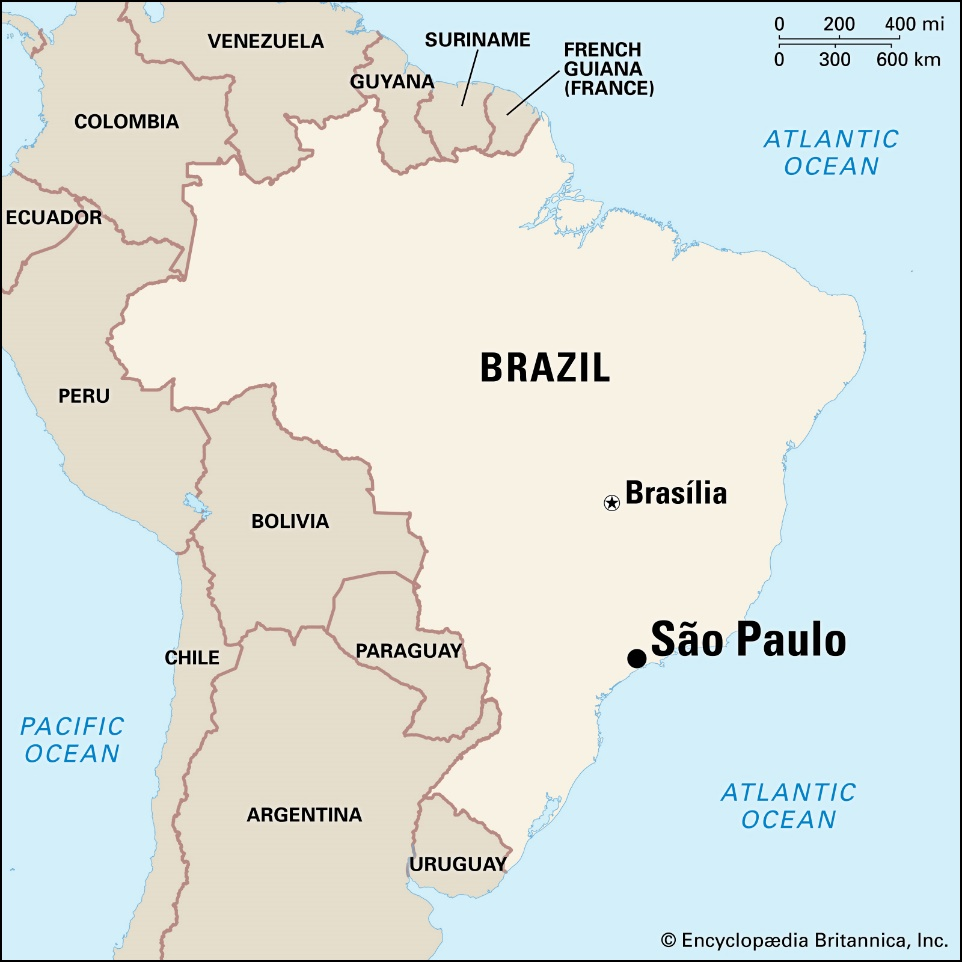 0 200 400 mi
0 300 600 km
VENEZUELA
SURINAME
FRENCH
GUIANA
(FRANCE)
GUYANA
COLOMBIA
ATLANTIC
OCEAN
ECUADOR
BRAZIL
PERU
Brasília
BOLIVIA
São Paulo
PARAGUAY
CHILE
PACIFIC
OCEAN
ATLANTIC
OCEAN
ARGENTINA
URUGUAY
© Encyclopædia Britannica, Inc.